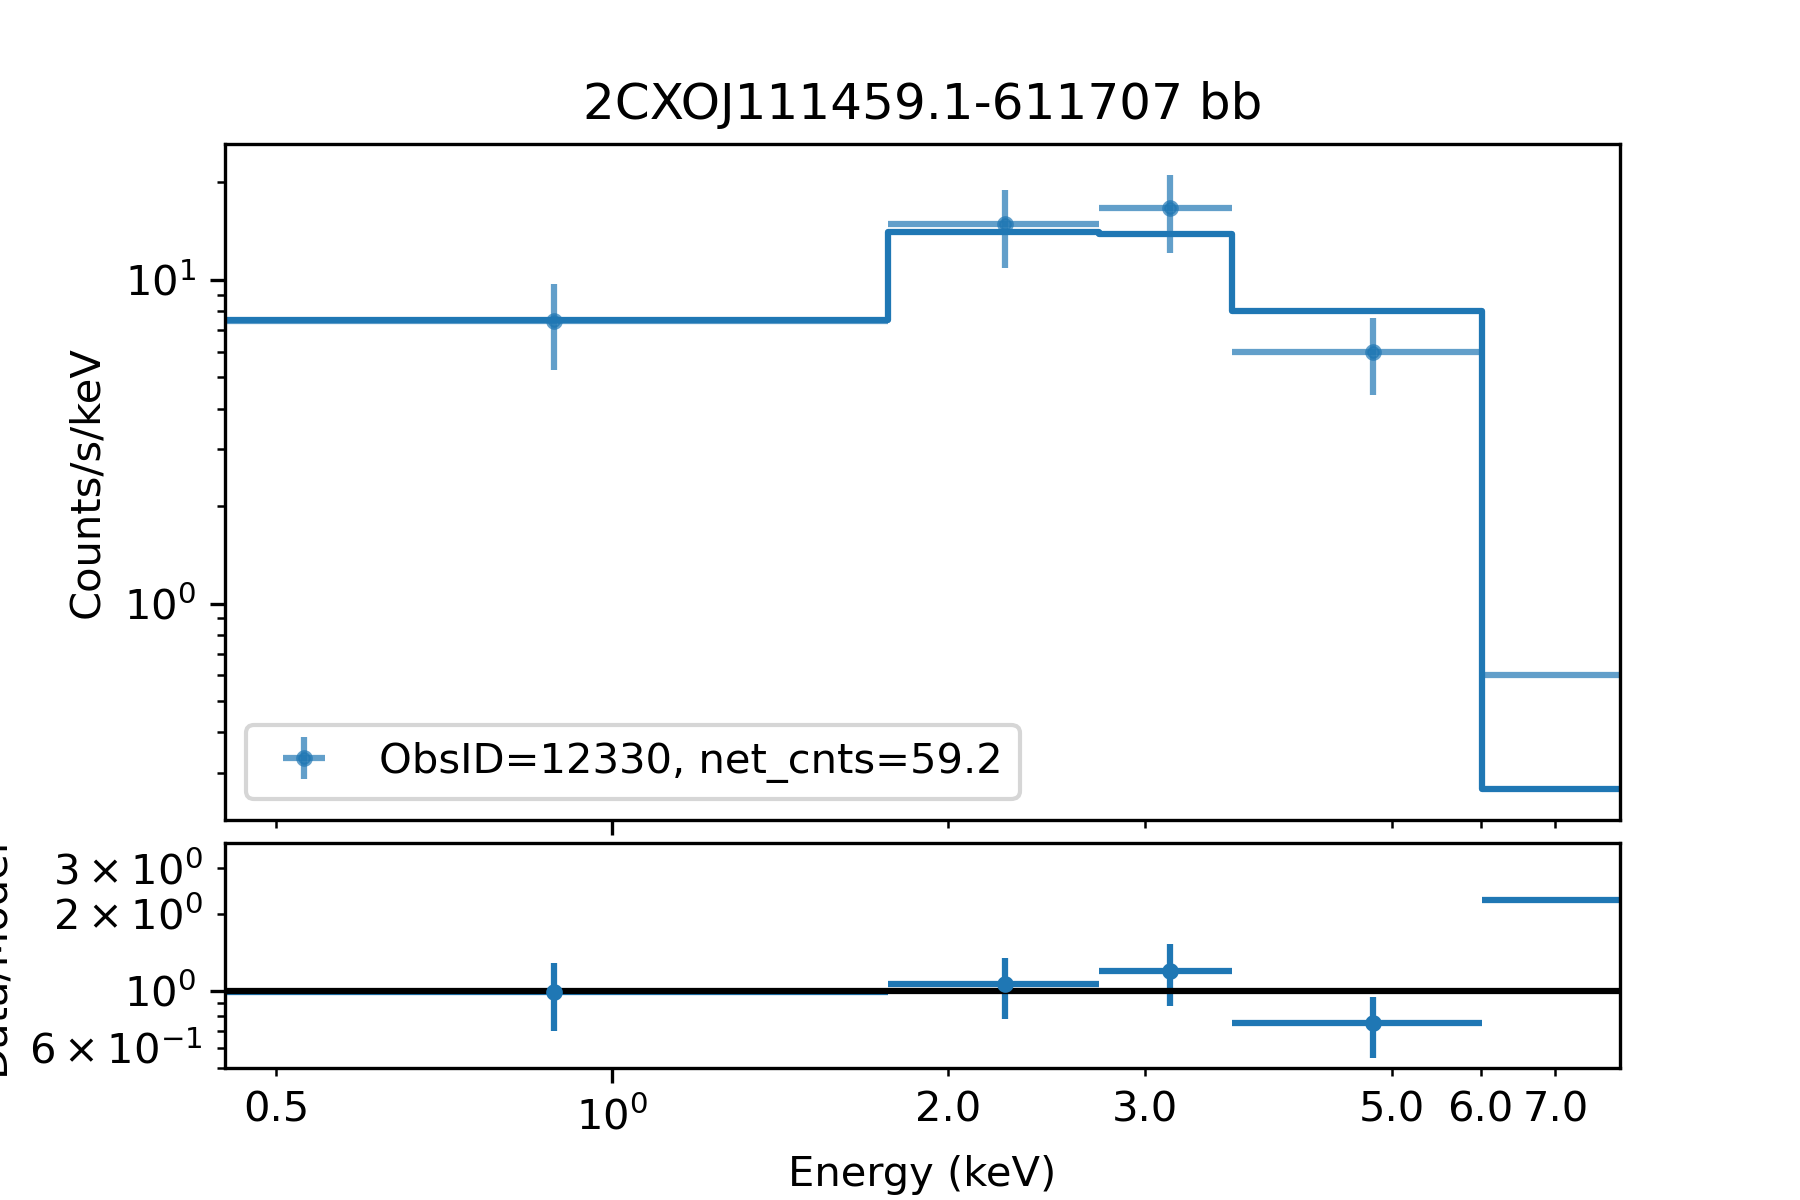 2CXOJ111459.1-611707 bb
Counts/s/keV
10¹
10⁰
ObsID=12330, net_cnts=59.2
3 × 10⁰
2 × 10⁰
10⁰
6 × 10⁻¹
0.5 10⁰ 2.0 3.0 5.0 6.0 7.0
Energy (keV)